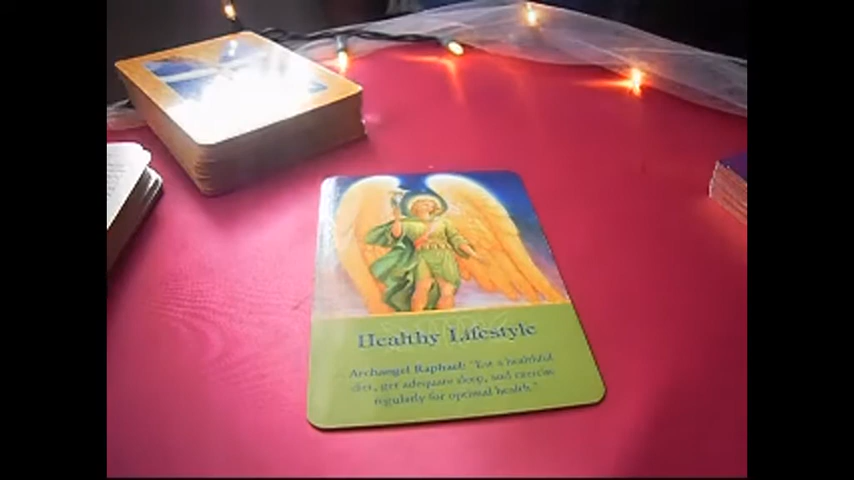 Healthy Lifestyle
Archangel Raphael: "Eat a healthful
diet, get adequate sleep, and exercise
regularly for optimal health."